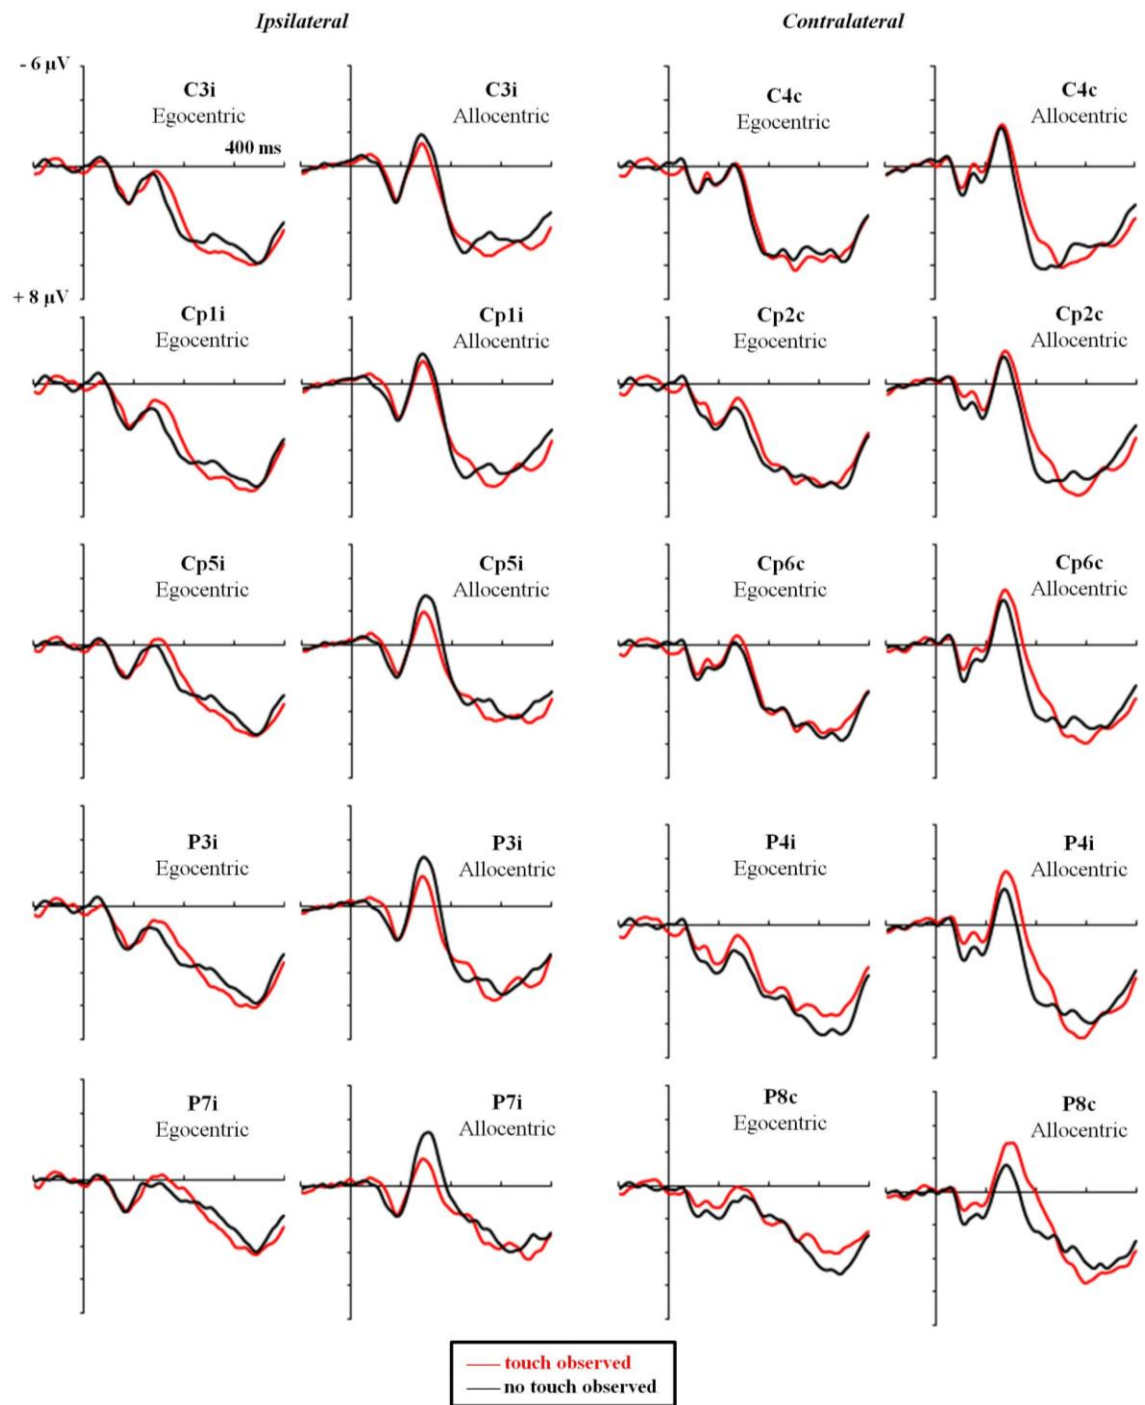 Ipsilateral
Contralateral
- 6 μV
C3i
Egocentric
400 ms
C3i
Allocentric
C4c
Egocentric
C4c
Allocentric
+ 8 μV
Cp1i
Egocentric
Cp1i
Allocentric
Cp2c
Egocentric
Cp2c
Allocentric
Cp5i
Egocentric
Cp5i
Allocentric
Cp6c
Egocentric
Cp6c
Allocentric
P3i
Egocentric
P3i
Allocentric
P4i
Egocentric
P4i
Allocentric
P7i
Egocentric
P7i
Allocentric
P8c
Egocentric
P8c
Allocentric
touch observed
no touch observed